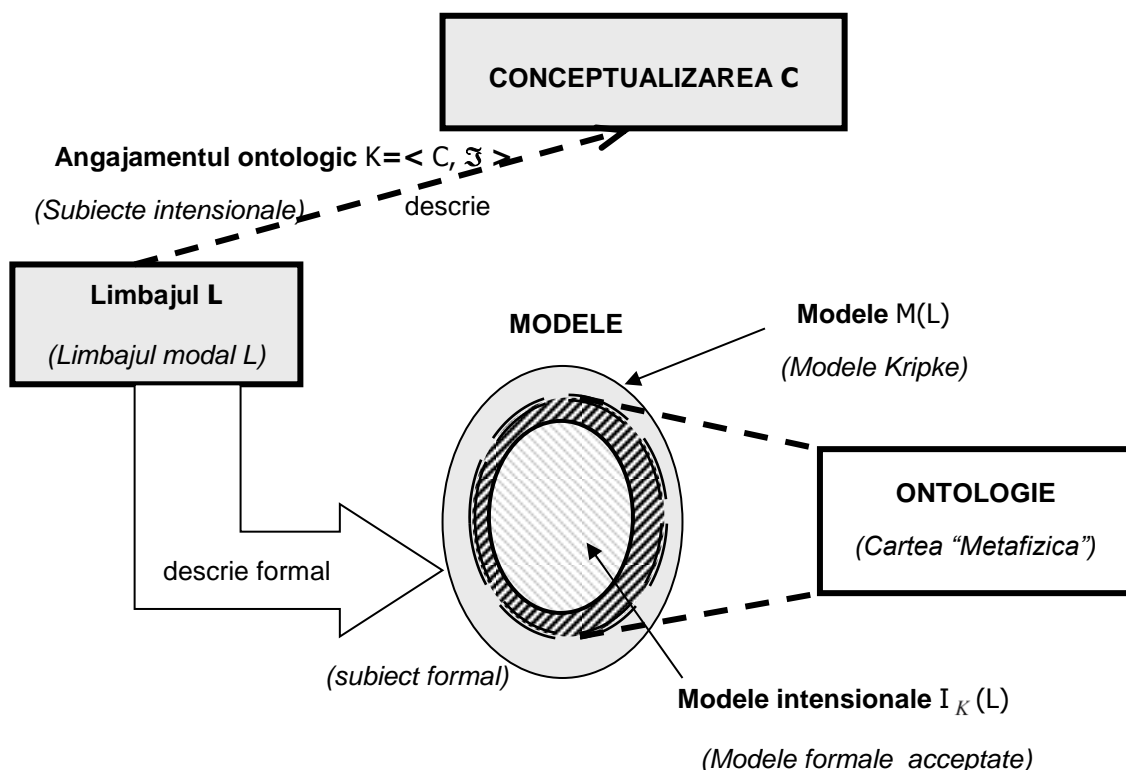 CONCEPTUALIZAREA C
Angajamentul ontologic K=< C, ℑ >
(Subiecte intensionale)
descrie
Limbajul L
(Limbajul modal L)
MODELE
Modele M(L)
(Modele Kripke)
ONTOLOGIE
(Cartea “Metafizica”)
descrie formal
(subiect formal)
Modele intensionale I K (L)
(Modele formale acceptate)